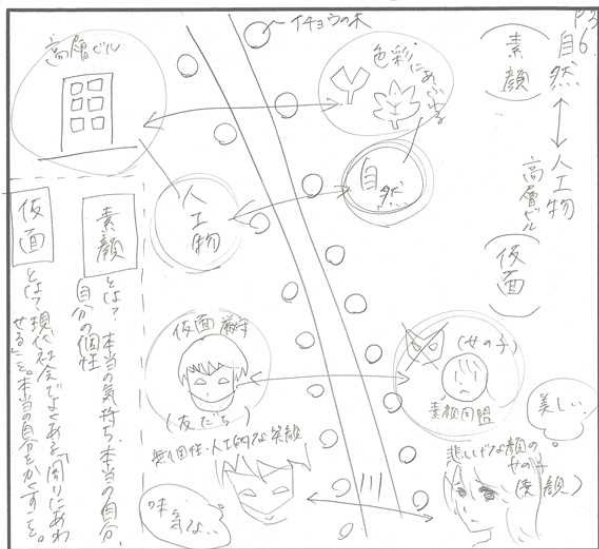 P3
自然 ↔ 人工物
6.
高層ビル
(素顔)
(仮面)
イチョウの木
色彩にあふれる
高層ビル
自然
人工物
素顔 とは? 本当の気持ち、本当の自分、
自分の個性
仮面 とは? 現代社会でよくある「周りにあわ
せる」こと。本当の自分をかくすこと。
仮面
(友だち)
無個性・人工的な笑顔
味気ない…
(女の子)
素顔同盟
美しい…
悲しげな顔の
女の子
(素顔)